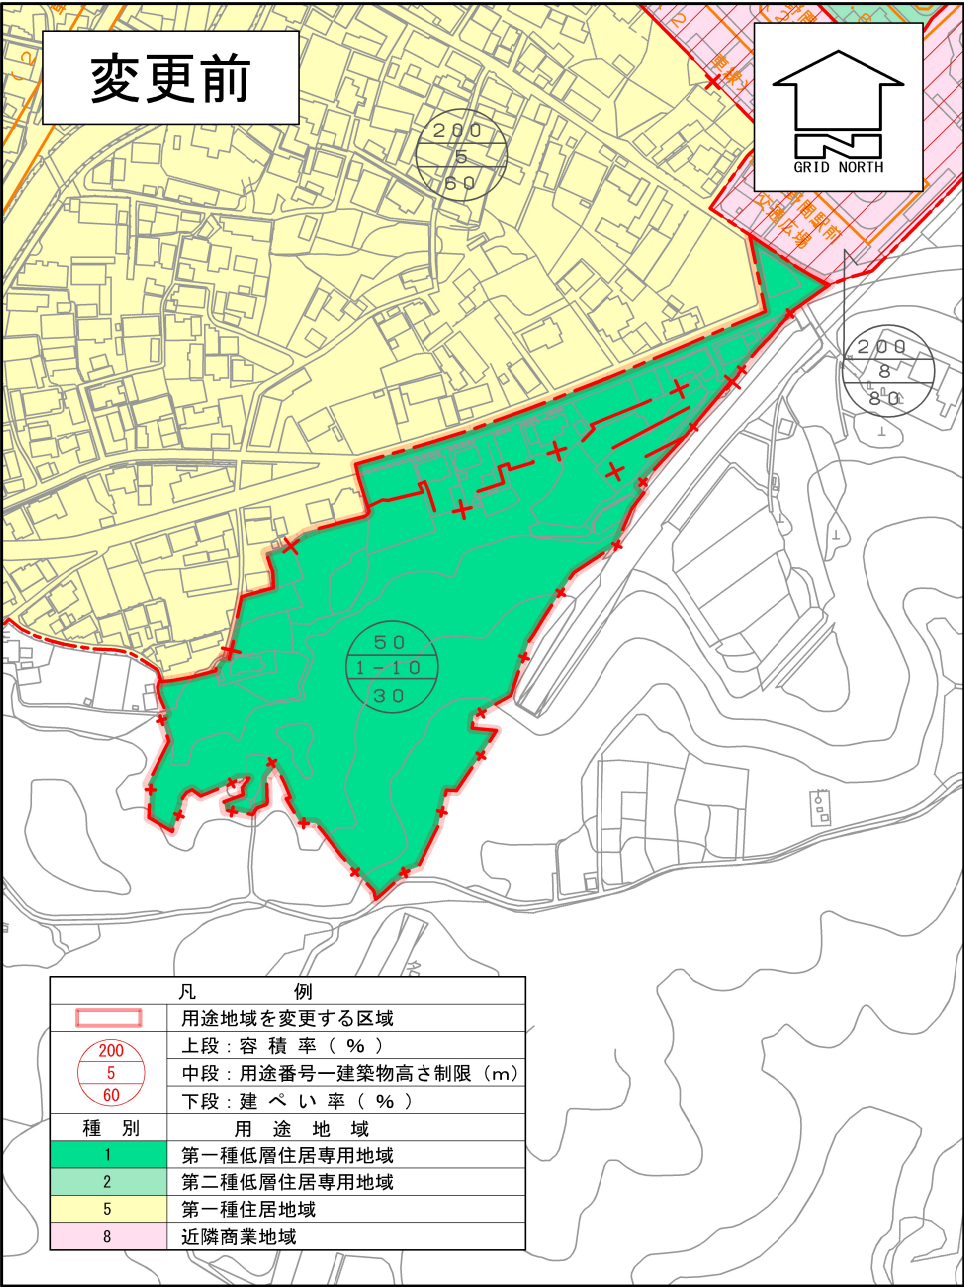 変更前
GRID NORTH
200
5
60
野間駅前
交通広場
200
8
80
50
1-10
30
凡 例
用途地域を変更する区域
200
5
60
上段：容 積 率 （ % ）
中段：用途番号ー建築物高さ制限（m）
下段：建 ぺ い 率 （ % ）
種 別 用 途 地 域
1 第一種低層住居専用地域
2 第二種低層住居専用地域
5 第一種住居地域
8 近隣商業地域